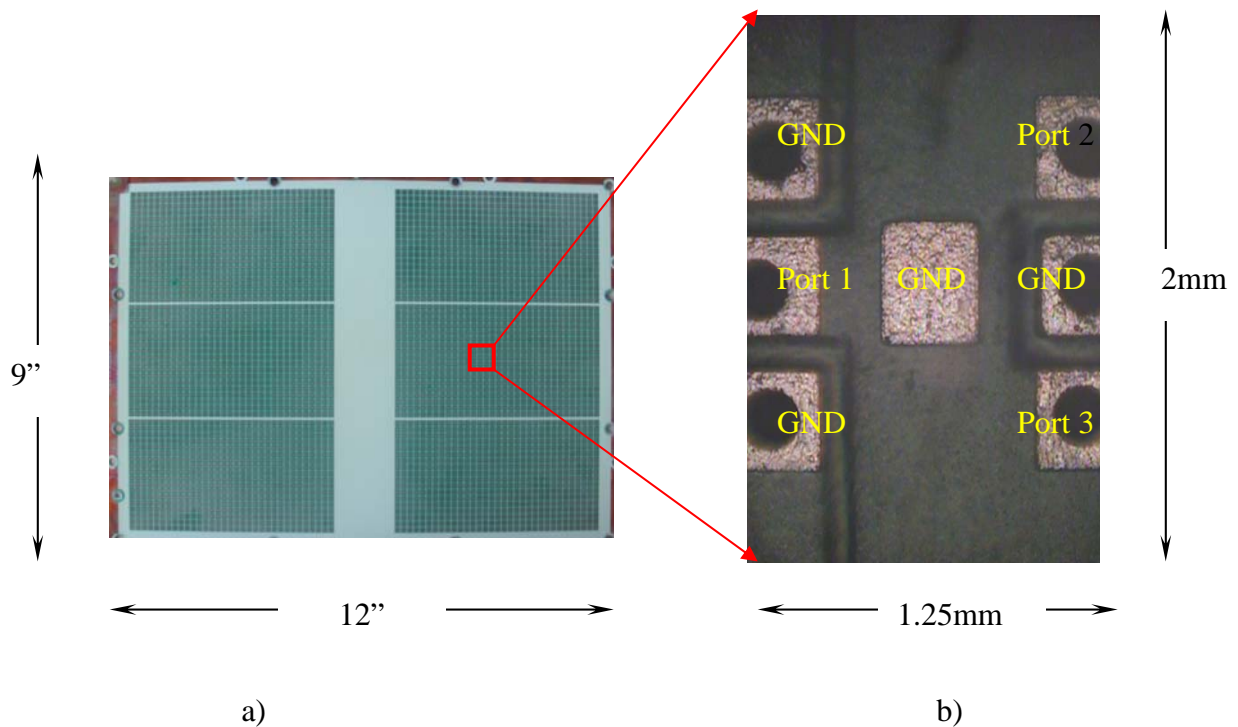 GND
Port 2
Port 1
GND
GND
GND
Port 3
9”
2mm
12”
1.25mm
a)
b)